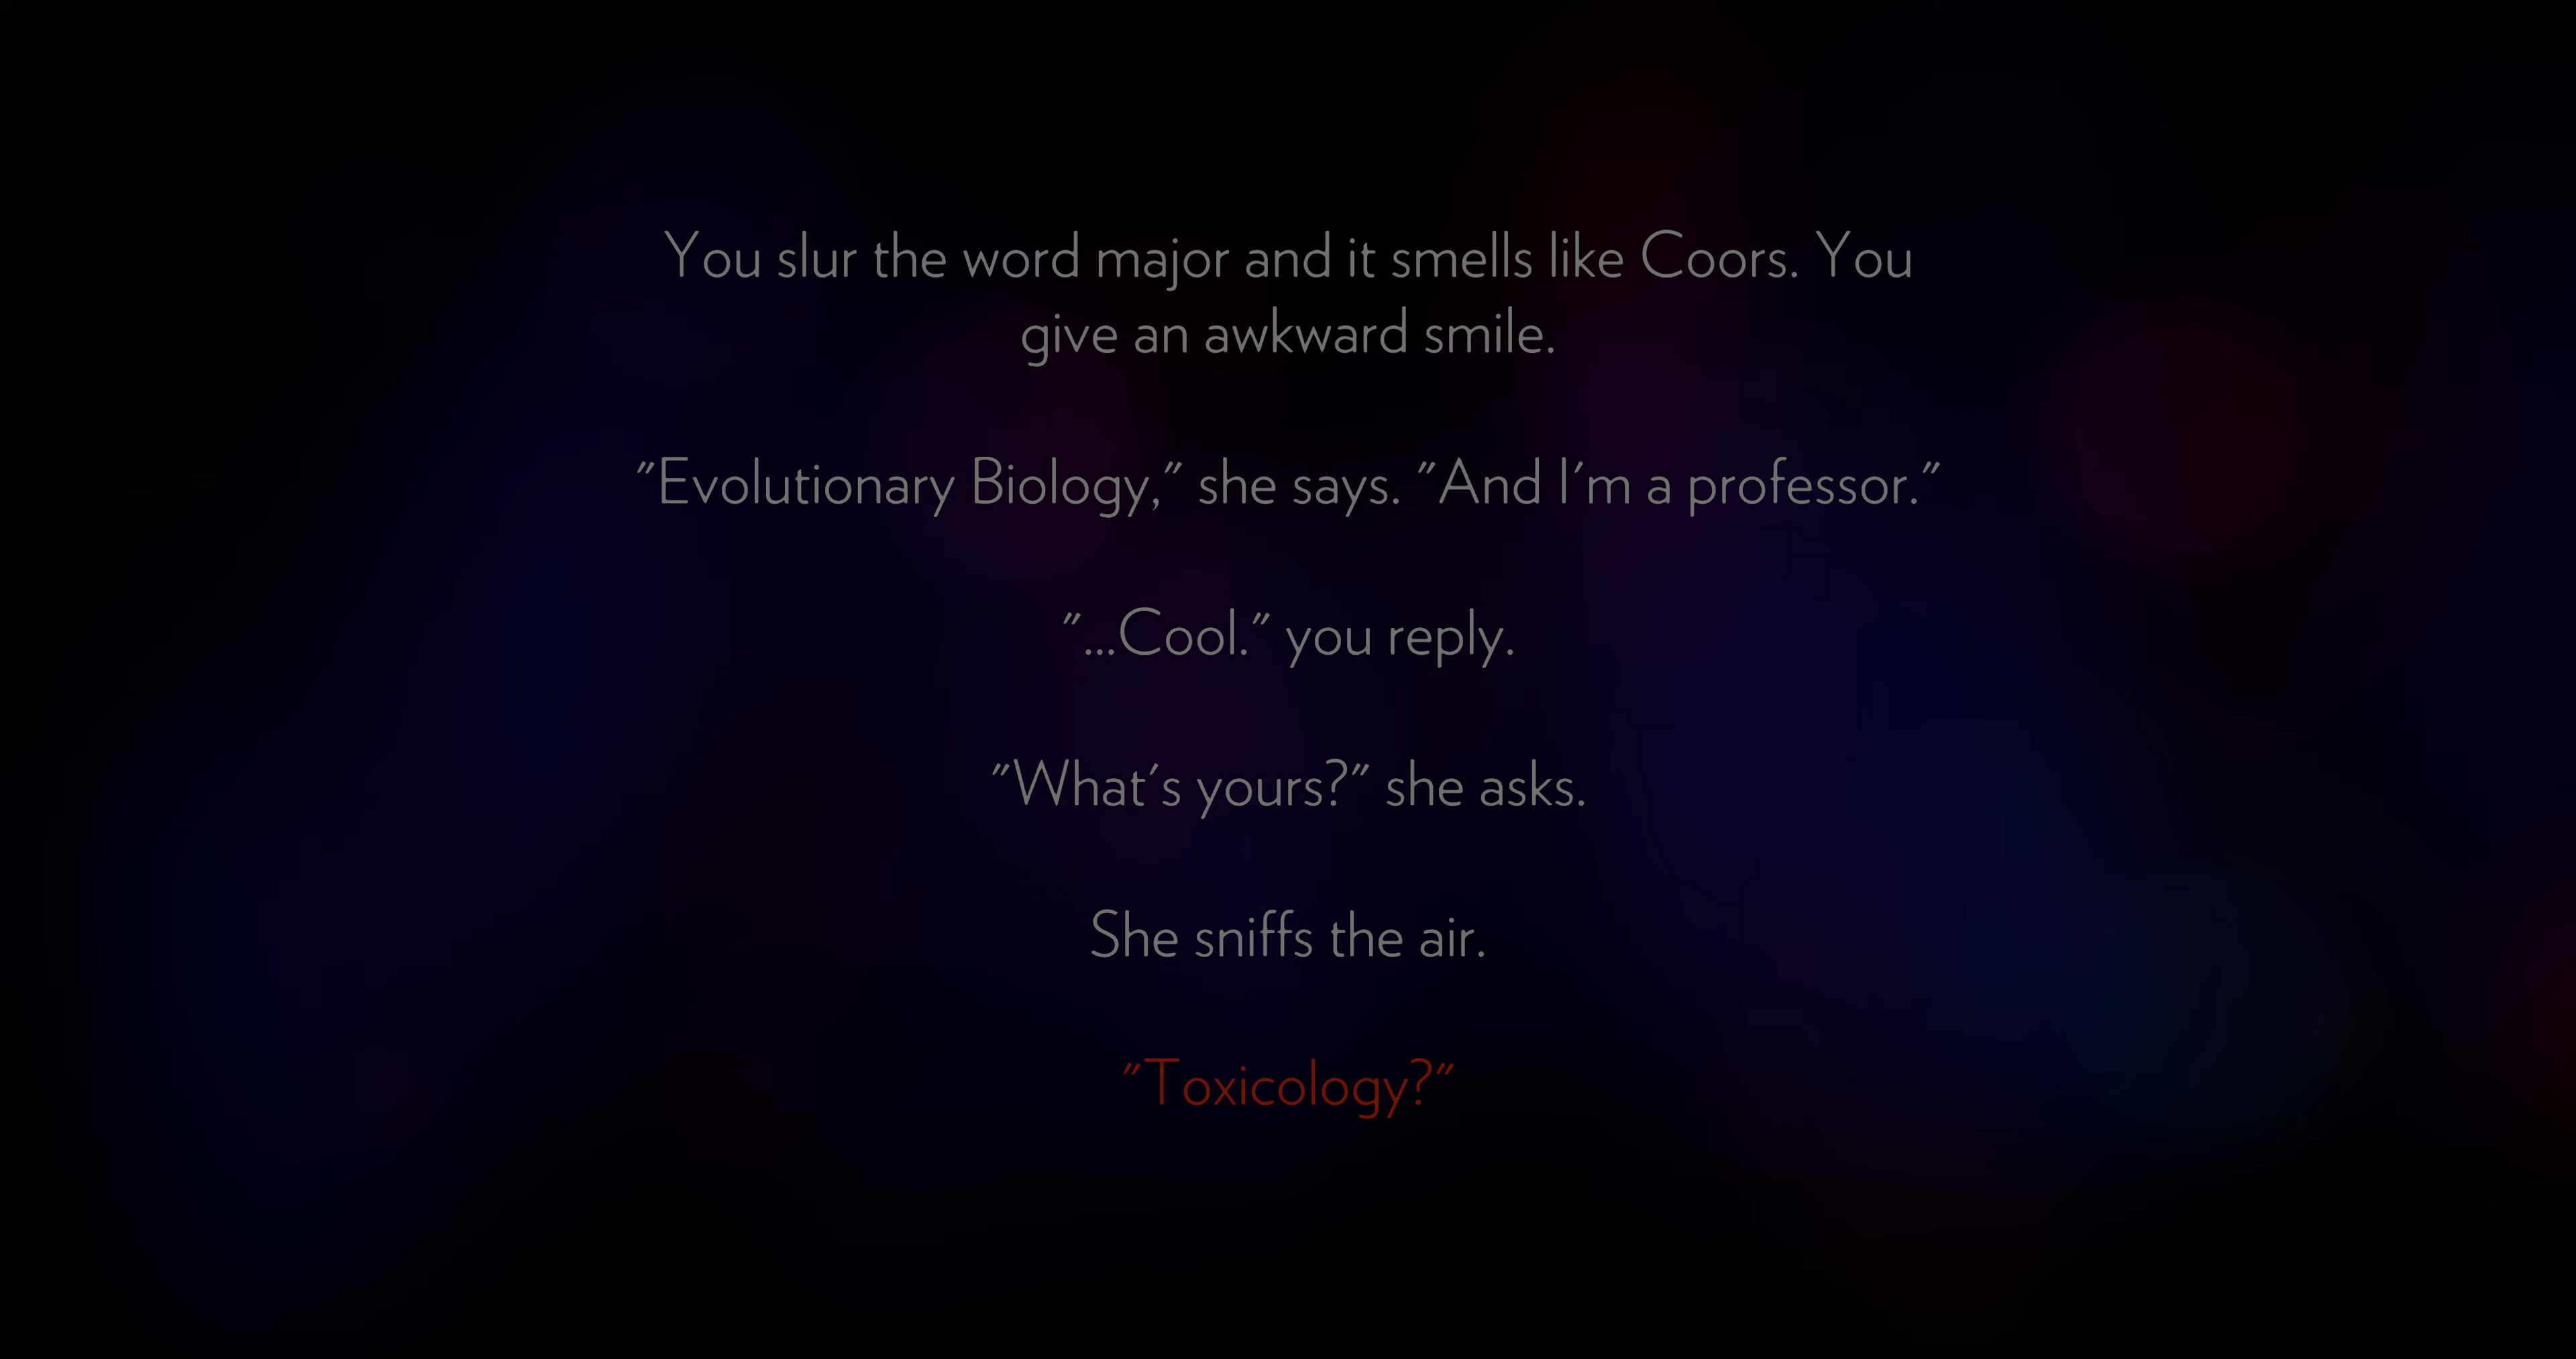 You slur the word major and it smells like Coors. You
give an awkward smile.
"Evolutionary Biology," she says. "And I'm a professor."
"...Cool." you reply.
"What's yours?" she asks.
She sniffs the air.
"Toxicology?"